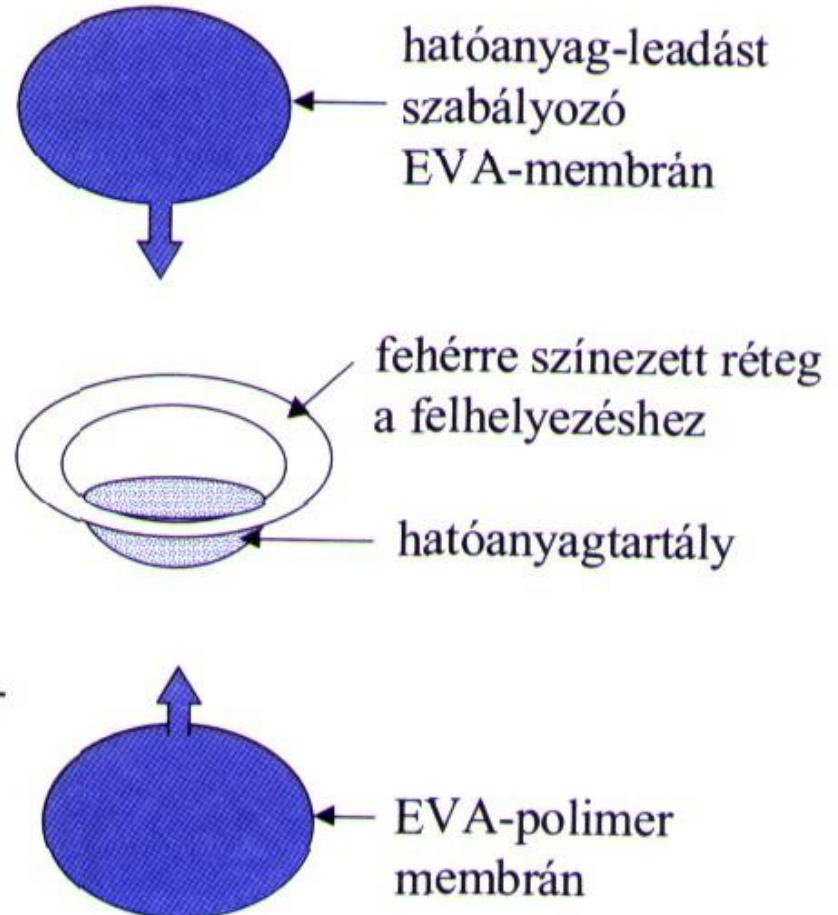 hatóanyag-leadást
szabályozó
EVA-membrán
fehérre színezett réteg
a felhelyezéshez
hatóanyagtartály
EVA-polimer
membrán